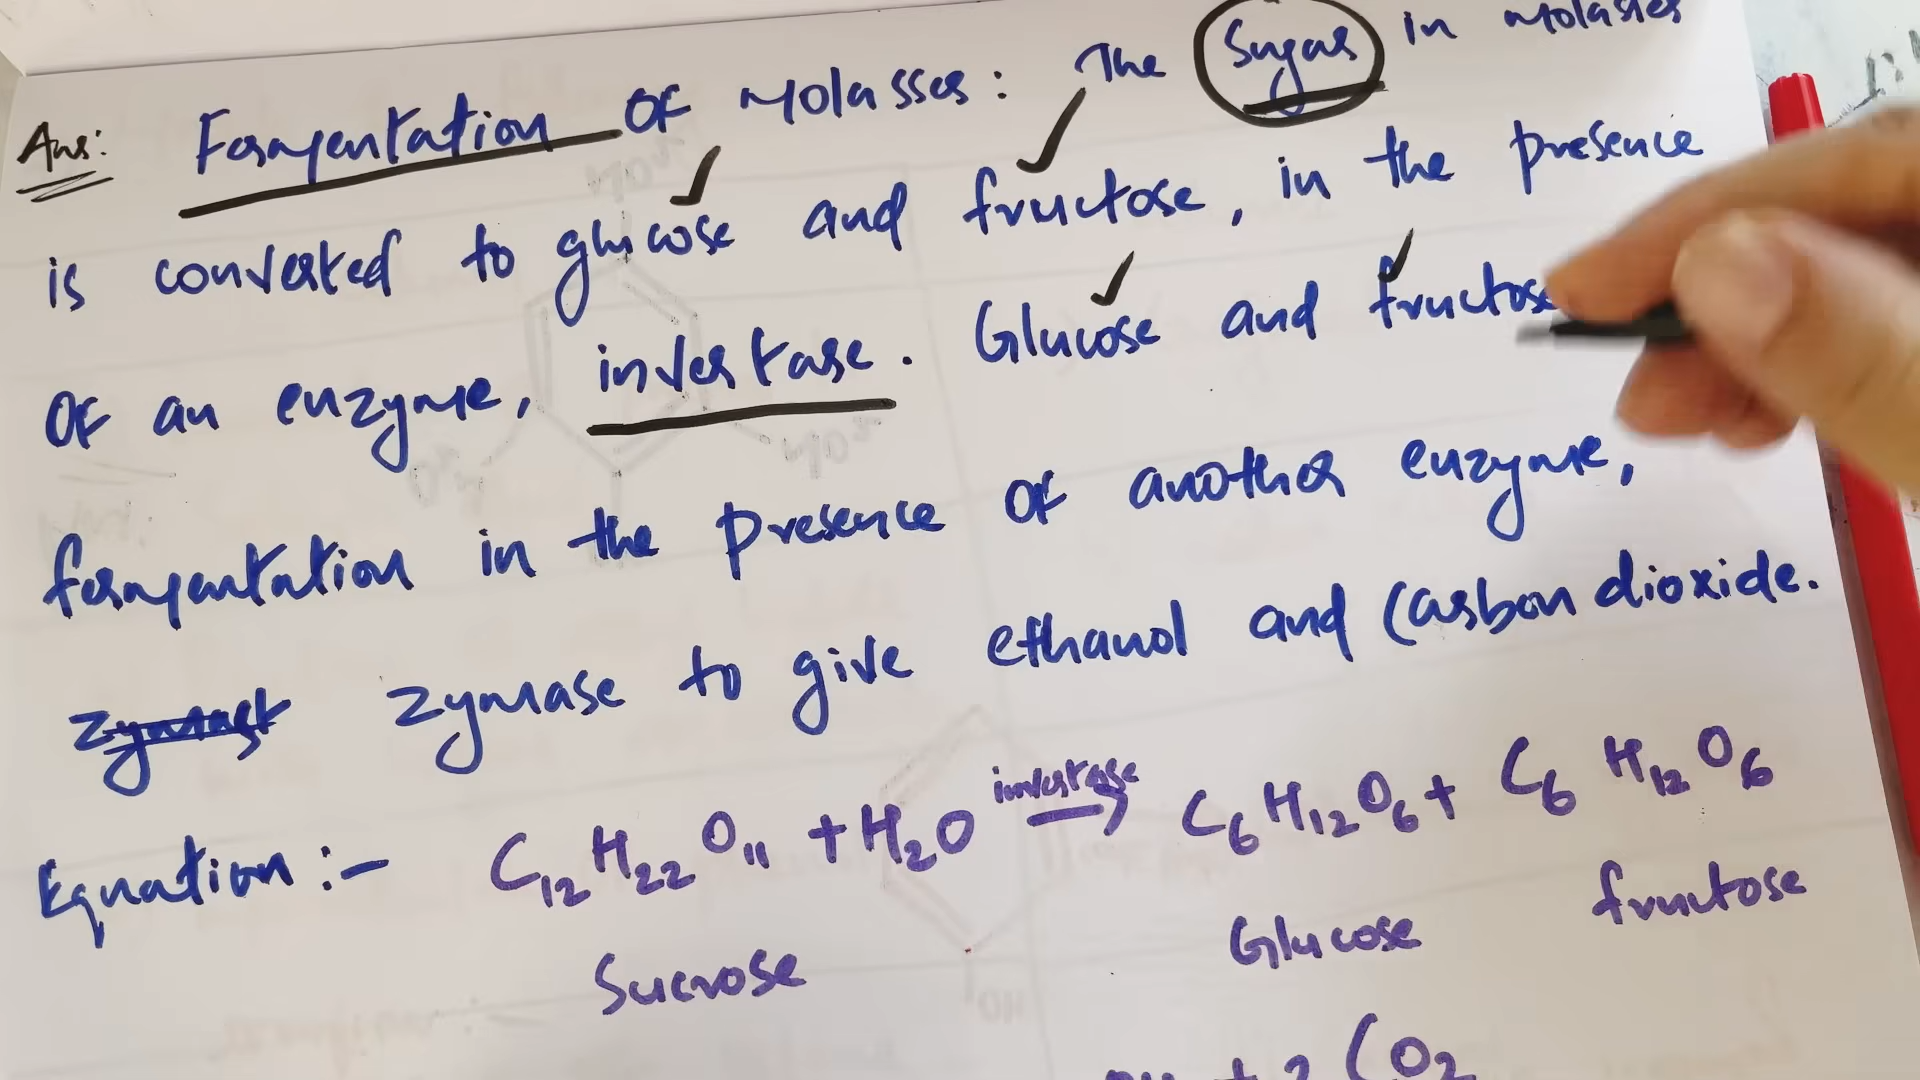 Ans: Fermentation of Molasses: The Sugar in Molasses
is converted to glucose and fructose, in the presence
of an enzyme, invertase. Glucose and fructose
fermentation in the presence of another enzyme,
zymase to give ethanol and Carbon dioxide.
Equation :- C₁₂H₂₂O₁₁ + H₂O invertase → C₆H₁₂O₆ + C₆H₁₂O₆
Sucrose Glucose fructose
+ 2 CO₂